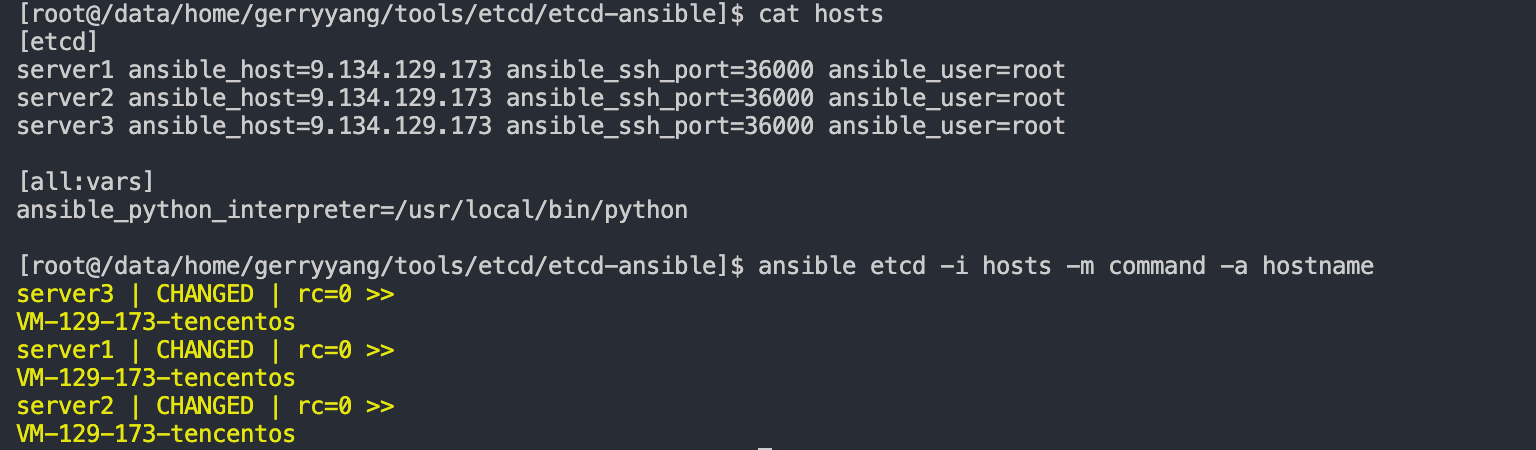 [root@/data/home/gerryyang/tools/etcd/etcd-ansible]$ cat hosts
[etcd]
server1 ansible_host=9.134.129.173 ansible_ssh_port=36000 ansible_user=root
server2 ansible_host=9.134.129.173 ansible_ssh_port=36000 ansible_user=root
server3 ansible_host=9.134.129.173 ansible_ssh_port=36000 ansible_user=root
[all:vars]
ansible_python_interpreter=/usr/local/bin/python
[root@/data/home/gerryyang/tools/etcd/etcd-ansible]$ ansible etcd -i hosts -m command -a hostname
server3 | CHANGED | rc=0 >>
VM-129-173-tencentos
server1 | CHANGED | rc=0 >>
VM-129-173-tencentos
server2 | CHANGED | rc=0 >>
VM-129-173-tencentos